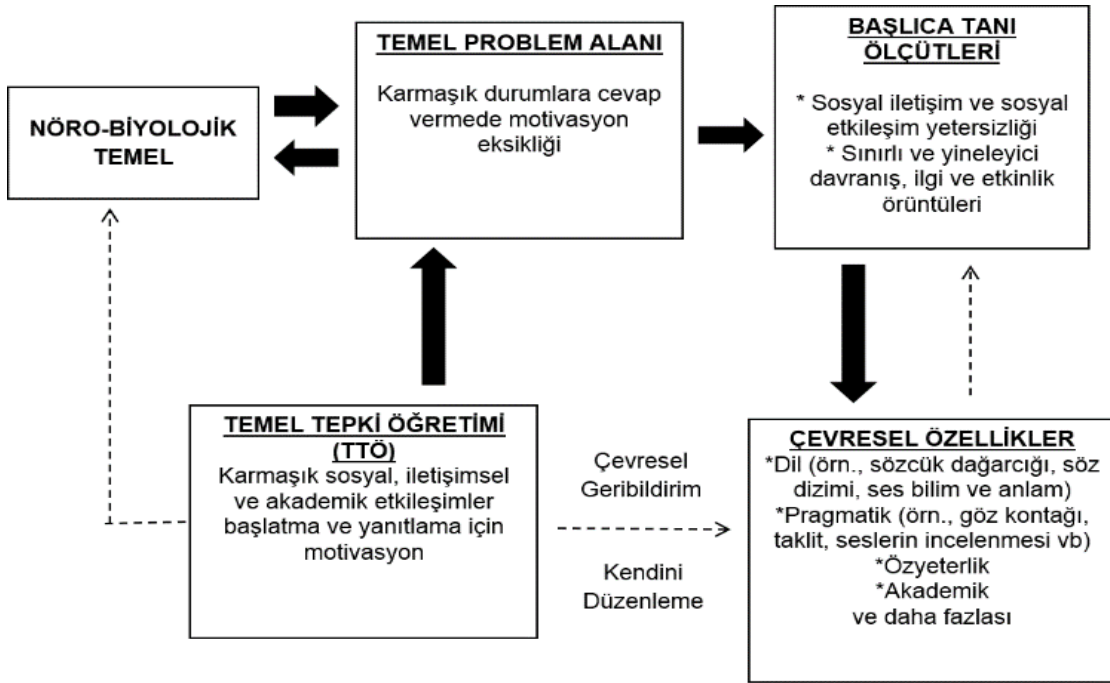 NÖRO-BİYOLOJİK
TEMEL
TEMEL PROBLEM ALANI
Karmaşık durumlara cevap
vermede motivasyon
eksikliği
BAŞLICA TANI
ÖLÇÜTLERİ
* Sosyal iletişim ve sosyal
etkileşim yetersizliği
* Sınırlı ve yineleyici
davranış, ilgi ve etkinlik
örüntüleri
TEMEL TEPKİ ÖĞRETİMİ
(TTÖ)
Karmaşık sosyal, iletişimsel
ve akademik etkileşimler
başlatma ve yanıtlama için
motivasyon
Çevresel
Geribildirim
Kendini
Düzenleme
ÇEVRESEL ÖZELLİKLER
*Dil (örn., sözcük dağarcığı, söz
dizimi, ses bilim ve anlam)
*Pragmatik (örn., göz kontağı,
taklit, seslerin incelenmesi vb)
*Özyeterlik
*Akademik
ve daha fazlası